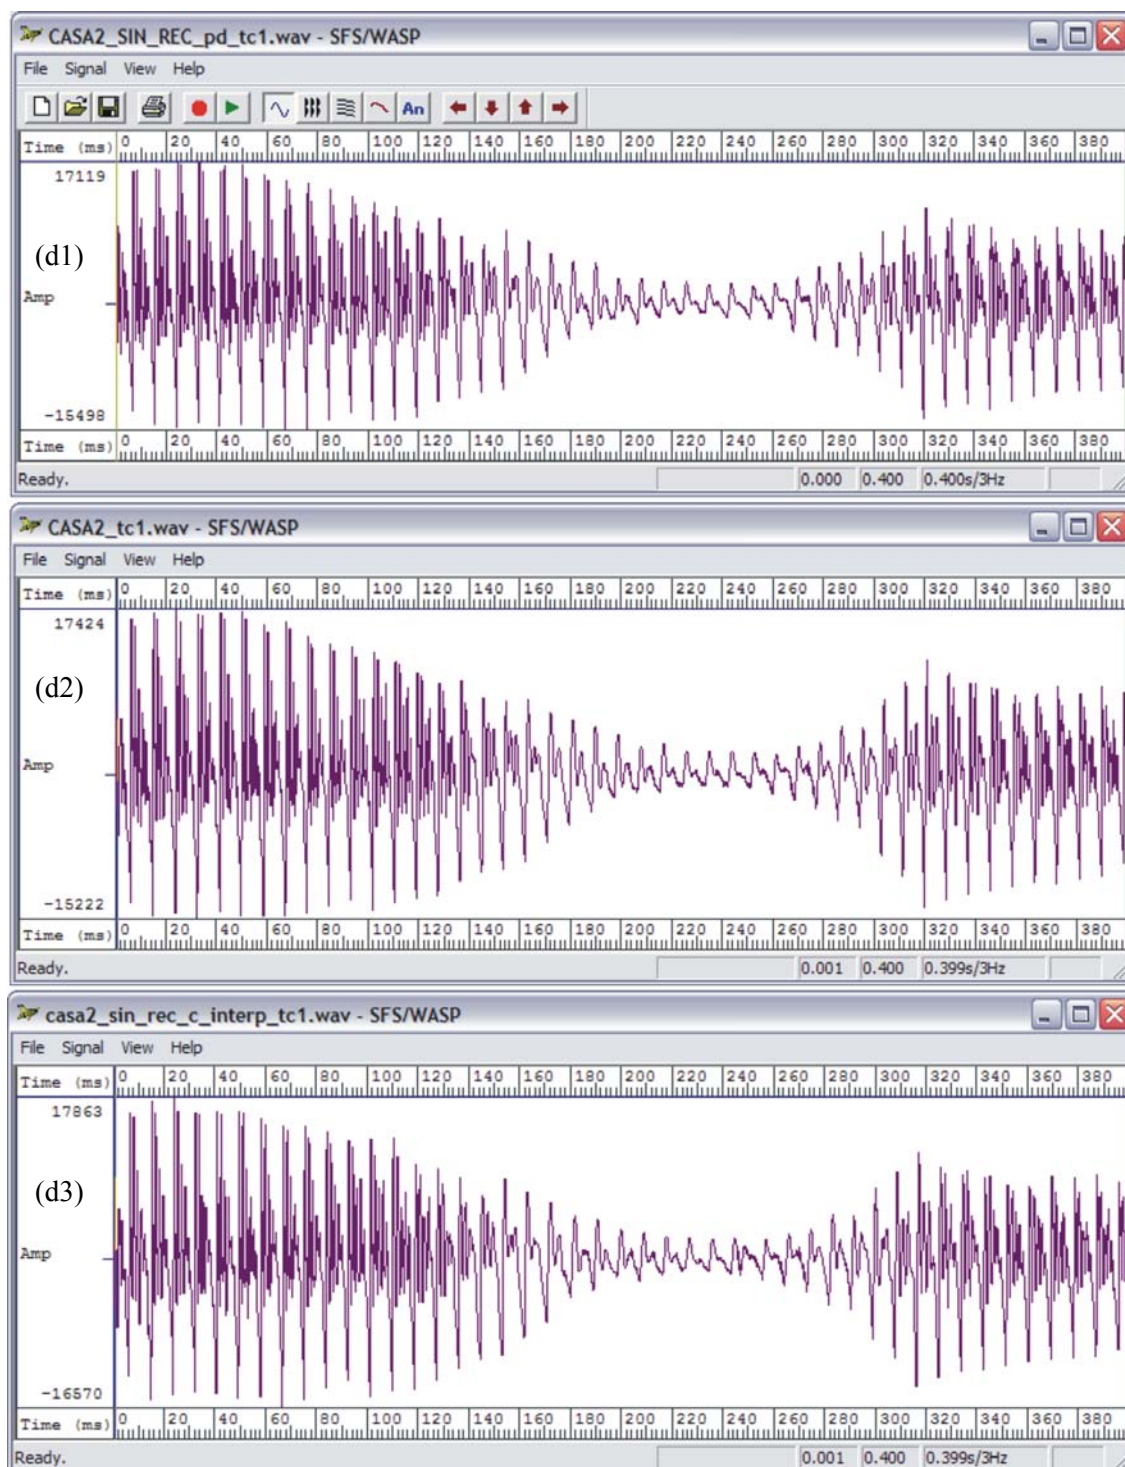 CASA2_SIN_REC_pd_tc1.wav - SFS/WASP
File Signal View Help
An
Time (ms) 0 20 40 60 80 100 120 140 160 180 200 220 240 260 280 300 320 340 360 380
17119
(d1)
Amp
-15498
Time (ms) 0 20 40 60 80 100 120 140 160 180 200 220 240 260 280 300 320 340 360 380
Ready. 0.000 0.400 0.400s/3Hz
CASA2_tc1.wav - SFS/WASP
File Signal View Help
Time (ms) 0 20 40 60 80 100 120 140 160 180 200 220 240 260 280 300 320 340 360 380
17424
(d2)
Amp
-15222
Time (ms) 0 20 40 60 80 100 120 140 160 180 200 220 240 260 280 300 320 340 360 380
Ready. 0.001 0.400 0.399s/3Hz
casa2_sin_rec_c_interp_tc1.wav - SFS/WASP
File Signal View Help
Time (ms) 0 20 40 60 80 100 120 140 160 180 200 220 240 260 280 300 320 340 360 380
17863
(d3)
Amp
-16570
Time (ms) 0 20 40 60 80 100 120 140 160 180 200 220 240 260 280 300 320 340 360 380
Ready. 0.001 0.400 0.399s/3Hz